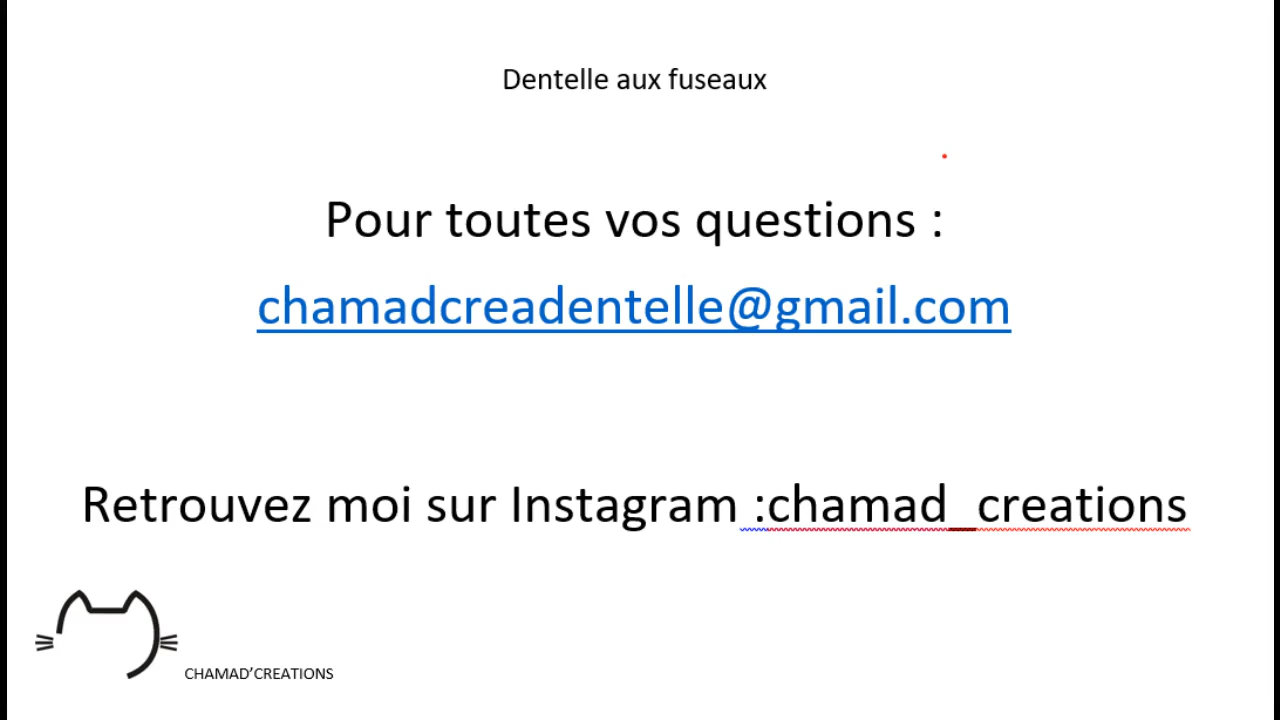 Dentelle aux fuseaux
Pour toutes vos questions :
chamadcreadentelle@gmail.com
Retrouvez moi sur Instagram :chamad_creations
CHAMAD’CREATIONS